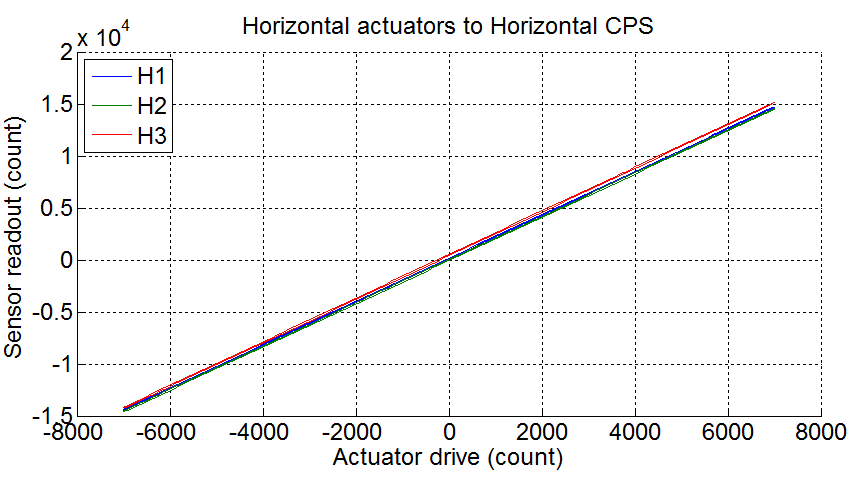 Horizontal actuators to Horizontal CPS
x 10^4
2
1.5
1
0.5
0
-0.5
-1
-1.5
H1
H2
H3
Sensor readout (count)
-8000 -6000 -4000 -2000 0 2000 4000 6000 8000
Actuator drive (count)